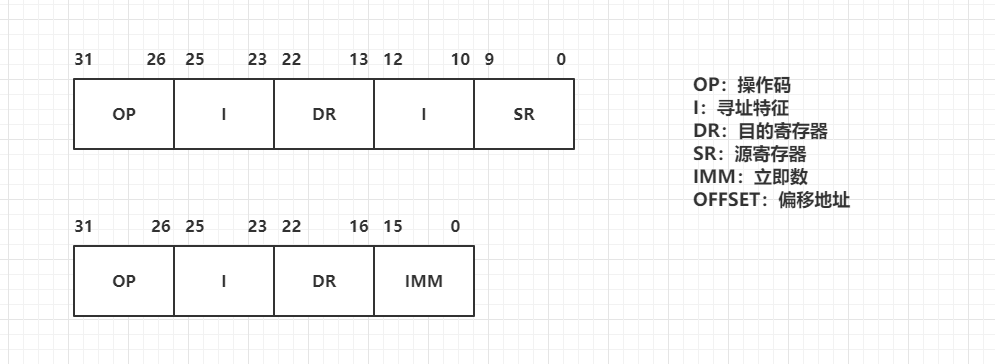 31 26 25 23 22 13 12 10 9 0
OP I DR I SR
OP：操作码
I：寻址特征
DR：目的寄存器
SR：源寄存器
IMM：立即数
OFFSET：偏移地址
31 26 25 23 22 16 15 0
OP I DR IMM